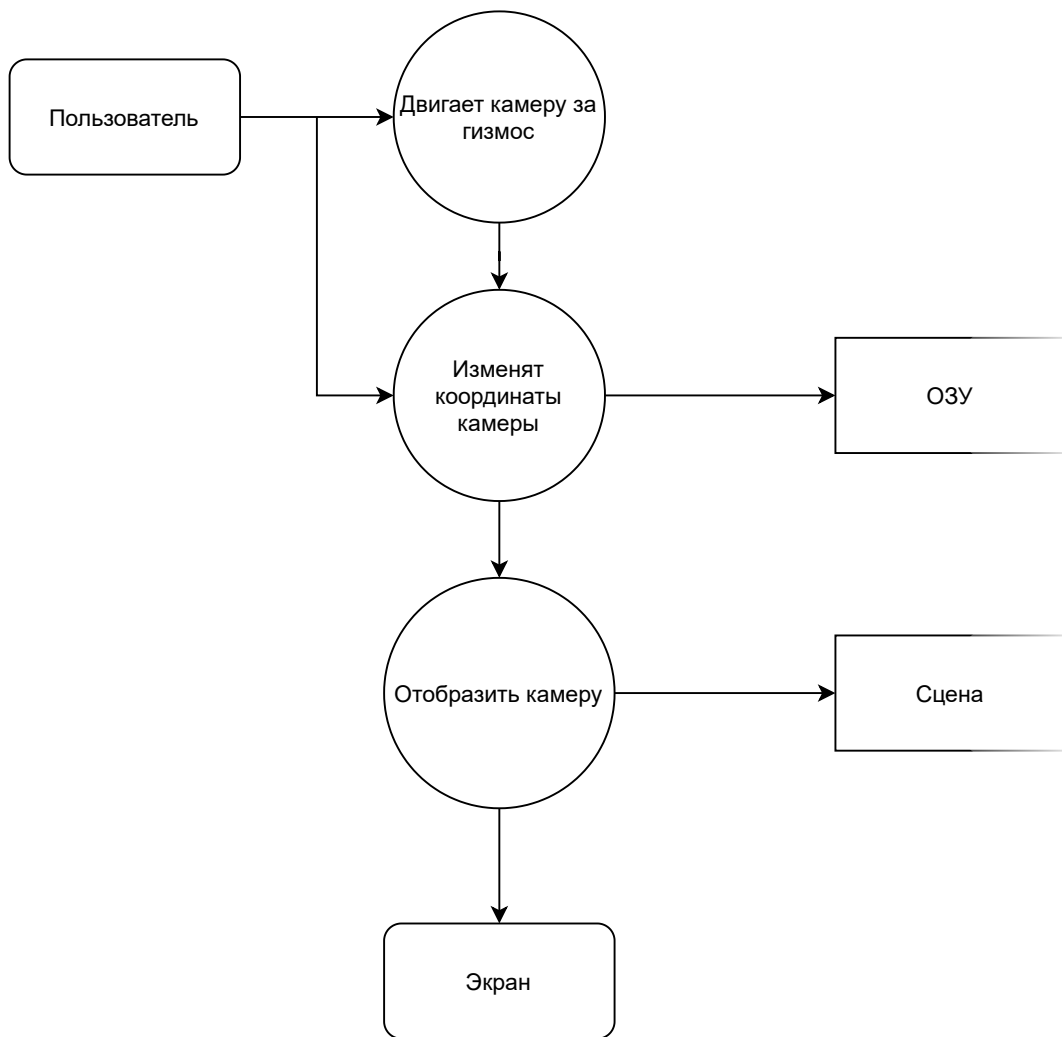 Пользователь
Двигает камеру за
гизмос
Изменят
координаты
камеры
ОЗУ
Отобразить камеру
Сцена
Экран